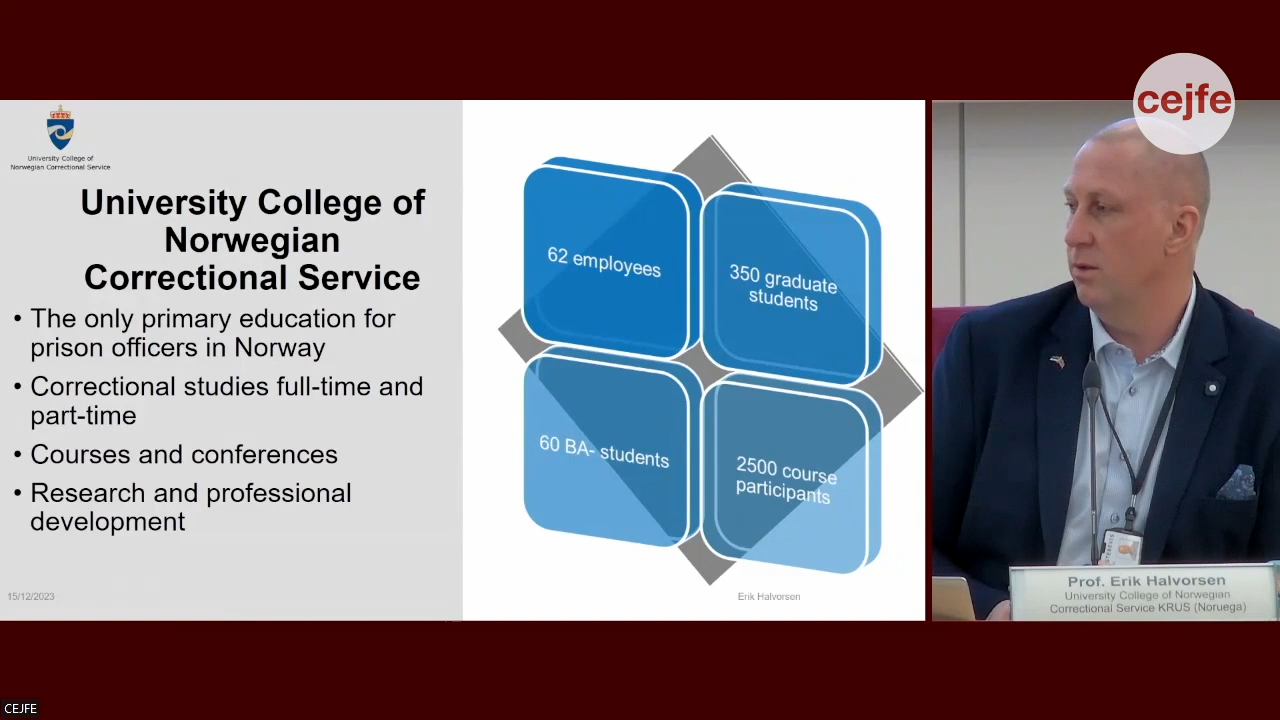 cejfe
University College of
Norwegian Correctional Service
University College of
Norwegian
Correctional Service
• The only primary education for
prison officers in Norway
• Correctional studies full-time and
part-time
• Courses and conferences
• Research and professional
development
15/12/2023
62 employees
350 graduate
students
60 BA- students
2500 course
participants
Erik Halvorsen
Prof. Erik Halvorsen
University College of Norwegian
Correctional Service KRUS (Noruega)
CEJFE